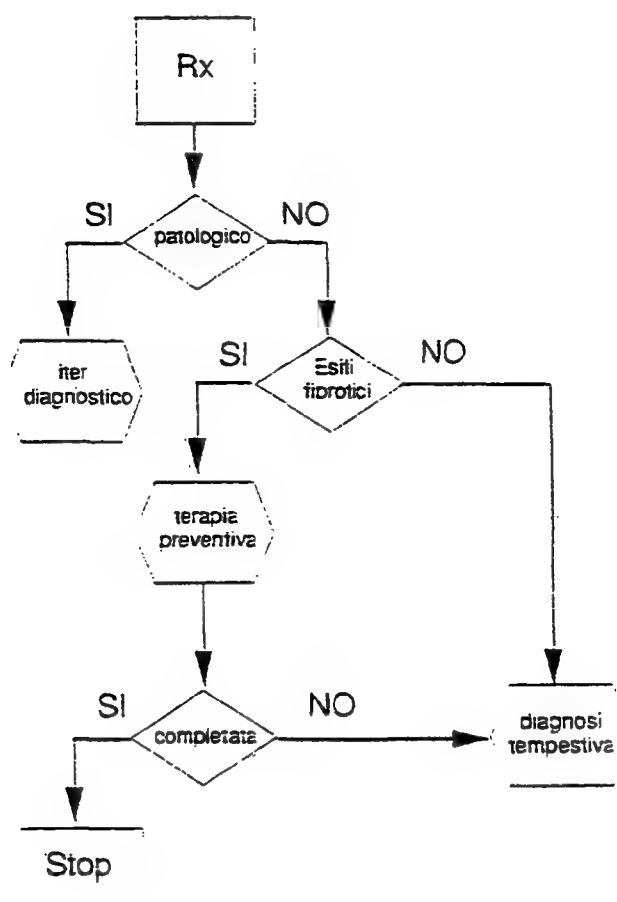 Rx
SI
NO
patologico
iter
diagnostico
SI
NO
Esiti
fibrotici
terapia
preventiva
SI
NO
completata
diagnosi
tempestiva
Stop